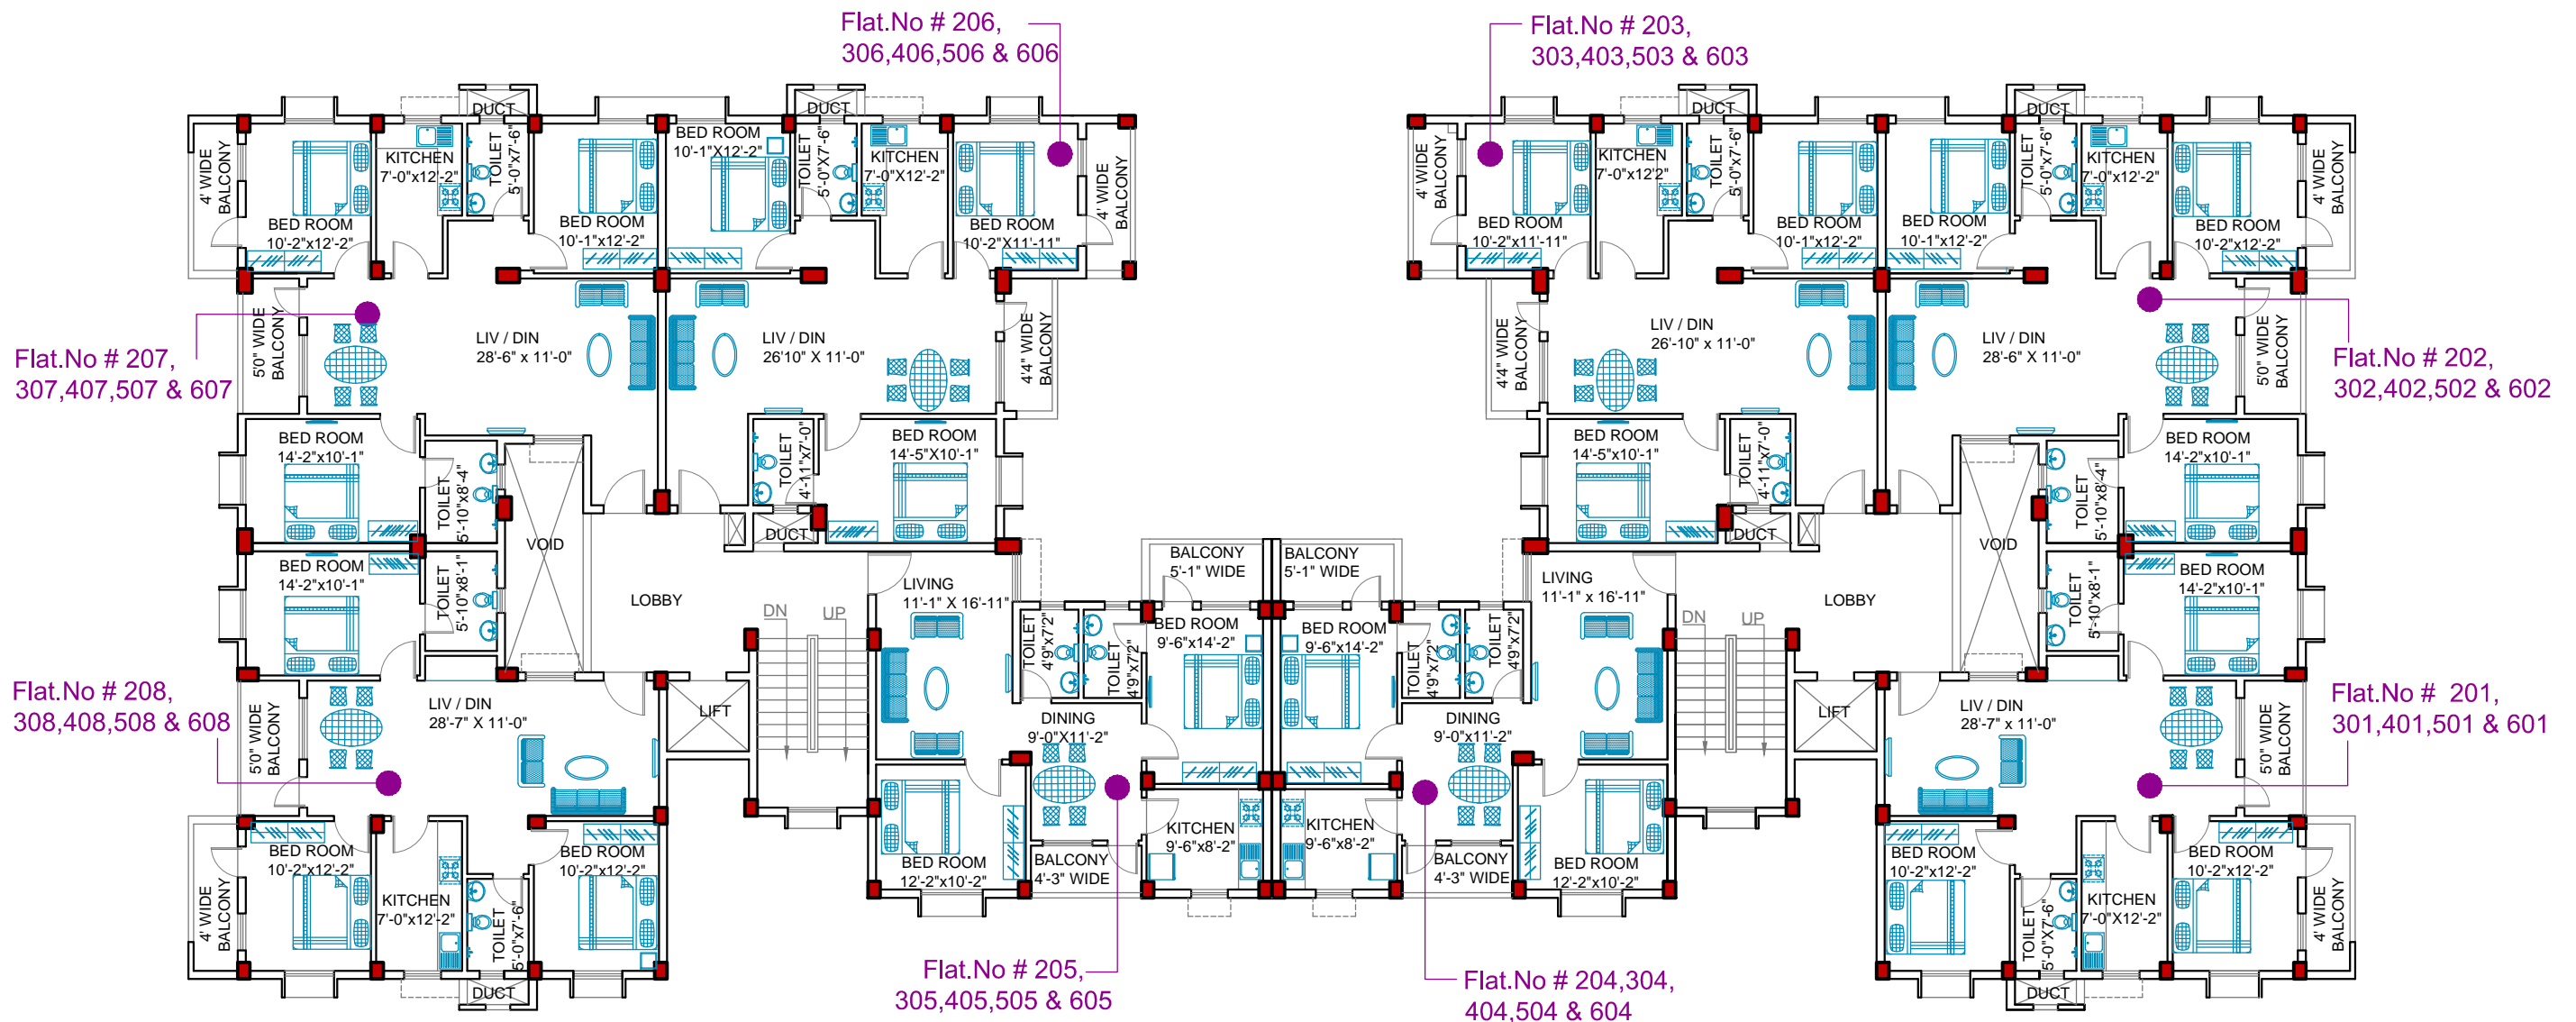 Flat.No # 206,
306,406,506 & 606
Flat.No # 203,
303,403,503 & 603
DUCT
DUCT
DUCT
DUCT
4' WIDE
BALCONY
BED ROOM
10'-2"x12'-2"
KITCHEN
7'-0"x12'-2"
TOILET
5'-0"x7'-6"
BED ROOM
10'-1"x12'-2"
BED ROOM
10'-1"X12'-2"
TOILET
5'-0"X7'-6"
KITCHEN
7'-0"X12'-2"
BED ROOM
10'-2"X11'-11"
4' WIDE
BALCONY
4' WIDE
BALCONY
BED ROOM
10'-2"x11'-11"
KITCHEN
7'-0"x12'2"
TOILET
5'-0"x7'-6"
BED ROOM
10'-1"x12'-2"
BED ROOM
10'-1"x12'-2"
TOILET
5'-0"x7'-6"
KITCHEN
7'-0"x12'-2"
BED ROOM
10'-2"x12'-2"
4' WIDE
BALCONY
Flat.No # 207,
307,407,507 & 607
5'0" WIDE
BALCONY
LIV / DIN
28'-6" x 11'-0"
LIV / DIN
26'10" X 11'-0"
4'4" WIDE
BALCONY
4'4" WIDE
BALCONY
LIV / DIN
26'-10" x 11'-0"
LIV / DIN
28'-6" X 11'-0"
5'0" WIDE
BALCONY
Flat.No # 202,
302,402,502 & 602
BED ROOM
14'-2"x10'-1"
TOILET
5'-10"x8'-4"
VOID
TOILET
4'-11"x7'-0"
BED ROOM
14'-5"X10'-1"
DUCT
BED ROOM
14'-5"x10'-1"
TOILET
4'-11"x7'-0"
DUCT
VOID
TOILET
5'-10"x8'-4"
BED ROOM
14'-2"x10'-1"
BED ROOM
14'-2"x10'-1"
TOILET
5'-10"x8'-1"
LOBBY
DN
UP
LIVING
11'-1" X 16'-11"
BALCONY
5'-1" WIDE
BALCONY
5'-1" WIDE
LIVING
11'-1" x 16'-11"
DN
UP
LOBBY
TOILET
5'-10"x8'-1"
BED ROOM
14'-2"x10'-1"
TOILET
4'9"x7'2"
TOILET
4'9"x7'2"
BED ROOM
9'-6"x14'-2"
BED ROOM
9'-6"x14'-2"
TOILET
4'9"x7'2"
TOILET
4'9"x7'2"
Flat.No # 208,
308,408,508 & 608
5'0" WIDE
BALCONY
LIV / DIN
28'-7" X 11'-0"
LIFT
DINING
9'-0"X11'-2"
DINING
9'-0"x11'-2"
LIFT
LIV / DIN
28'-7" x 11'-0"
5'0" WIDE
BALCONY
Flat.No # 201,
301,401,501 & 601
4' WIDE
BALCONY
BED ROOM
10'-2"x12'-2"
KITCHEN
7'-0"x12'-2"
TOILET
5'-0"x7'-6"
BED ROOM
10'-2"x12'-2"
DUCT
BED ROOM
12'-2"x10'-2"
BALCONY
4'-3" WIDE
KITCHEN
9'-6"x8'-2"
KITCHEN
9'-6"x8'-2"
BALCONY
4'-3" WIDE
BED ROOM
12'-2"x10'-2"
BED ROOM
10'-2"x12'-2"
TOILET
5'-0"X7'-6"
KITCHEN
7'-0"X12'-2"
BED ROOM
10'-2"x12'-2"
4' WIDE
BALCONY
DUCT
Flat.No # 205,
305,405,505 & 605
Flat.No # 204,304,
404,504 & 604